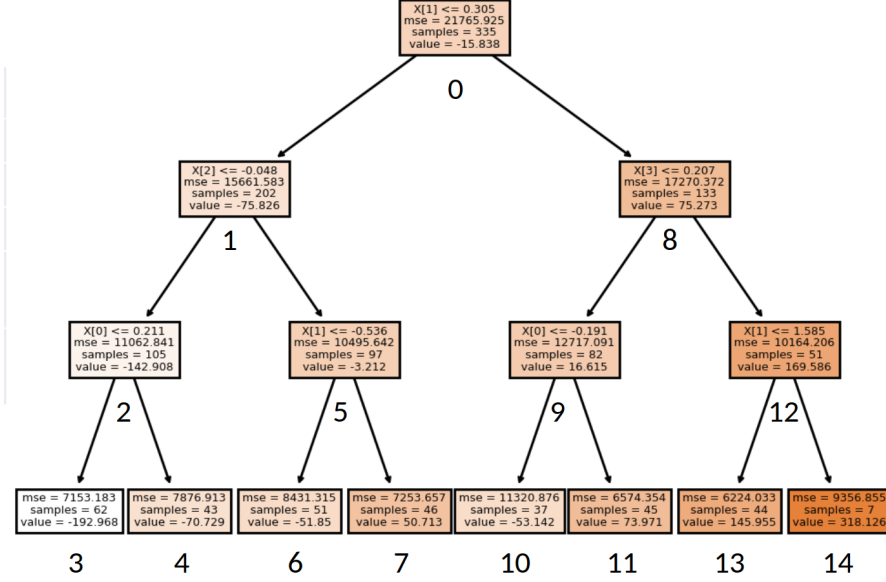 X[1] <= 0.305
mse = 21765.925
samples = 335
value = -15.838
0
X[2] <= -0.048
mse = 15661.583
samples = 202
value = -75.826
1
X[3] <= 0.207
mse = 17270.372
samples = 133
value = 75.273
8
X[0] <= 0.211
mse = 11062.841
samples = 105
value = -142.908
2
X[1] <= -0.536
mse = 10495.642
samples = 97
value = -3.212
5
X[0] <= -0.191
mse = 12717.091
samples = 82
value = 16.615
9
X[1] <= 1.585
mse = 10164.206
samples = 51
value = 169.586
12
mse = 7153.183
samples = 62
value = -192.968
3
mse = 7876.913
samples = 43
value = -70.729
4
mse = 8431.315
samples = 51
value = -51.85
6
mse = 7253.657
samples = 46
value = 50.713
7
mse = 11320.876
samples = 37
value = -53.142
10
mse = 6574.354
samples = 45
value = 73.971
11
mse = 6224.033
samples = 44
value = 145.955
13
mse = 9356.855
samples = 7
value = 318.126
14